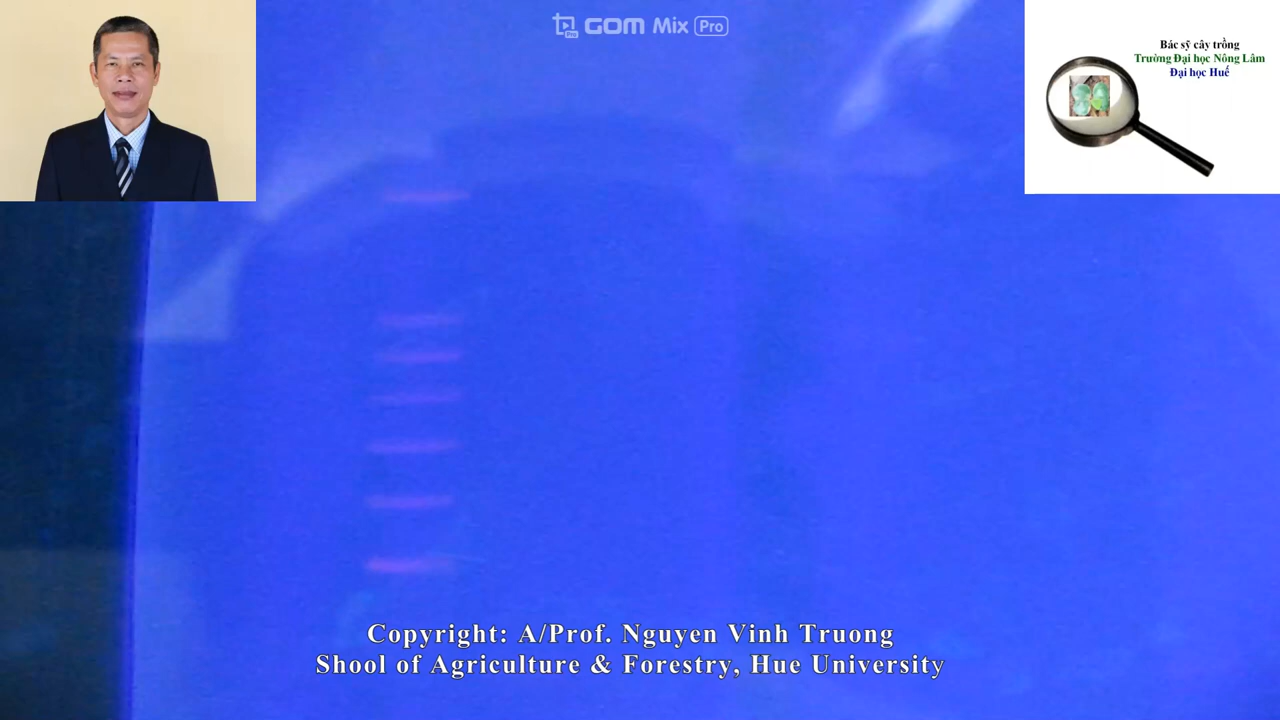 GOM Mix Pro
Bác sỹ cây trồng
Trường Đại học Nông Lâm
Đại học Huế
Copyright: A/Prof. Nguyen Vinh Truong
Shool of Agriculture & Forestry, Hue University